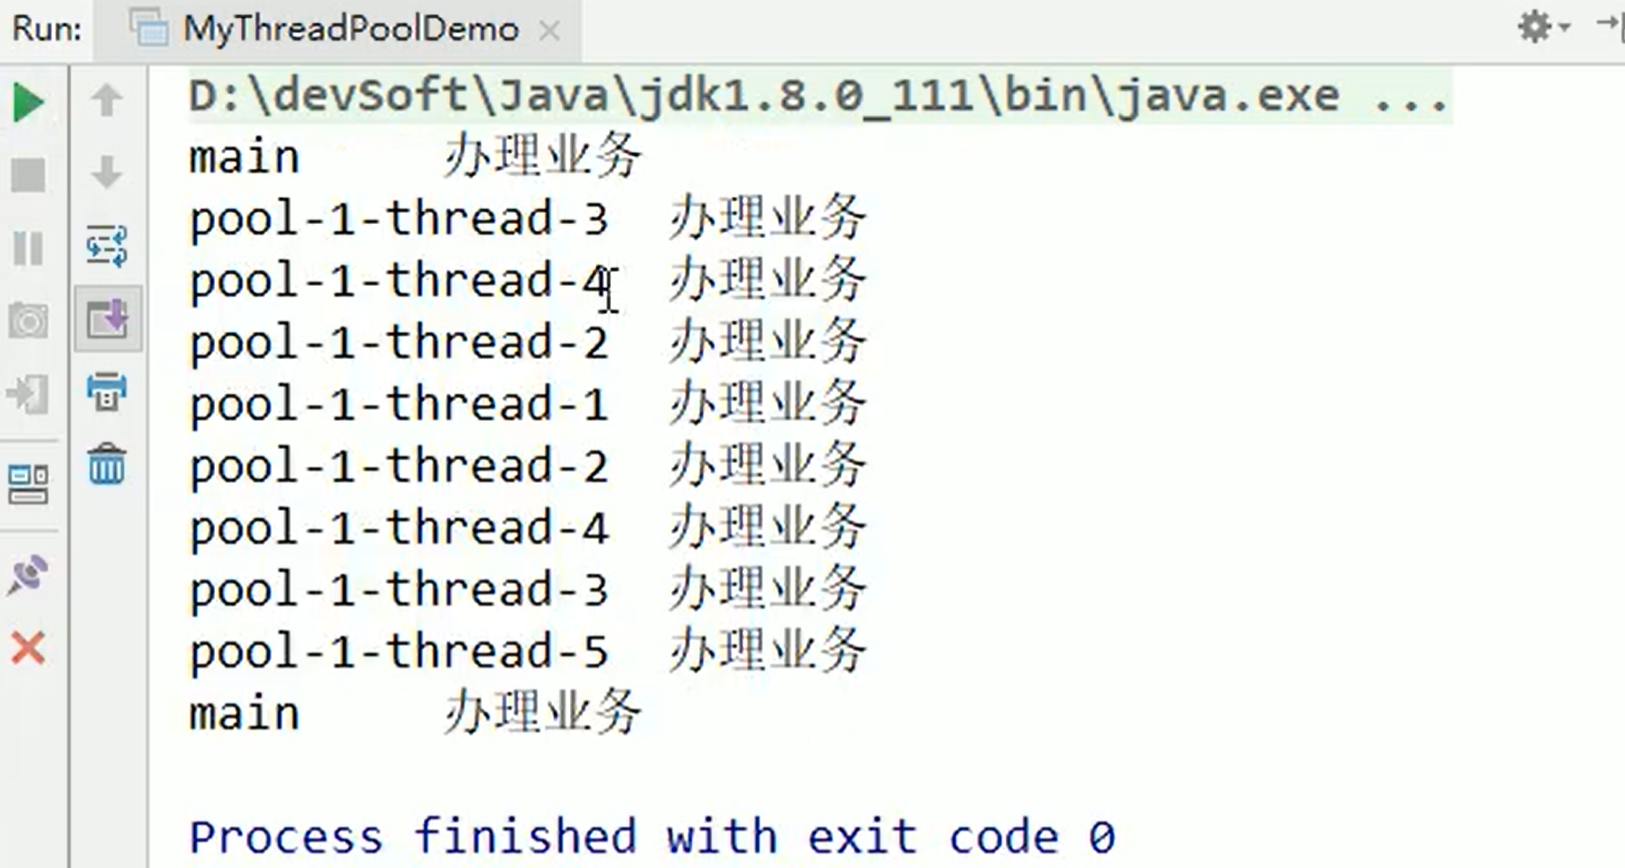 Run: MyThreadPoolDemo
D:\devSoft\Java\jdk1.8.0_111\bin\java.exe ...
main 办理业务
pool-1-thread-3 办理业务
pool-1-thread-4 办理业务
pool-1-thread-2 办理业务
pool-1-thread-1 办理业务
pool-1-thread-2 办理业务
pool-1-thread-4 办理业务
pool-1-thread-3 办理业务
pool-1-thread-5 办理业务
main 办理业务
Process finished with exit code 0